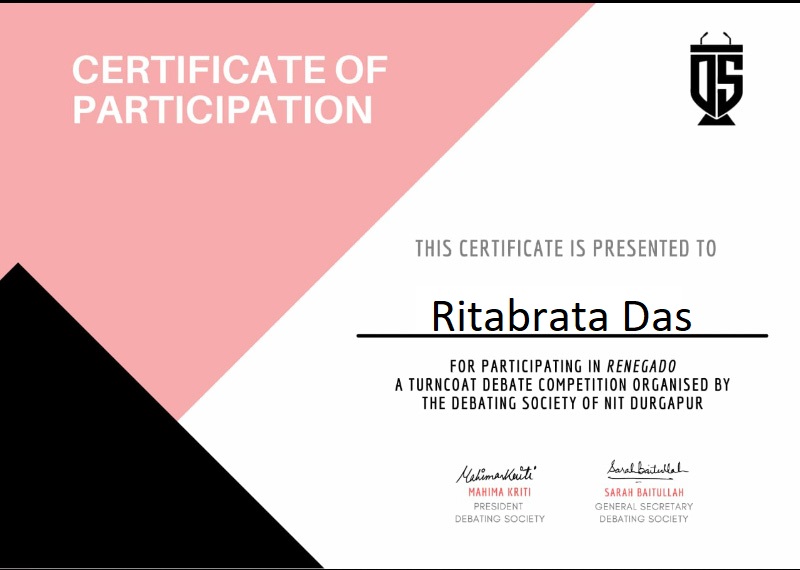 CERTIFICATE OF
PARTICIPATION
DS
THIS CERTIFICATE IS PRESENTED TO
Ritabrata Das
FOR PARTICIPATING IN RENEGADO
A TURNCOAT DEBATE COMPETITION ORGANISED BY
THE DEBATING SOCIETY OF NIT DURGAPUR
Mahima Kriti
Sarah Baitullah
MAHIMA KRITI
SARAH BAITULLAH
PRESIDENT
GENERAL SECRETARY
DEBATING SOCIETY
DEBATING SOCIETY